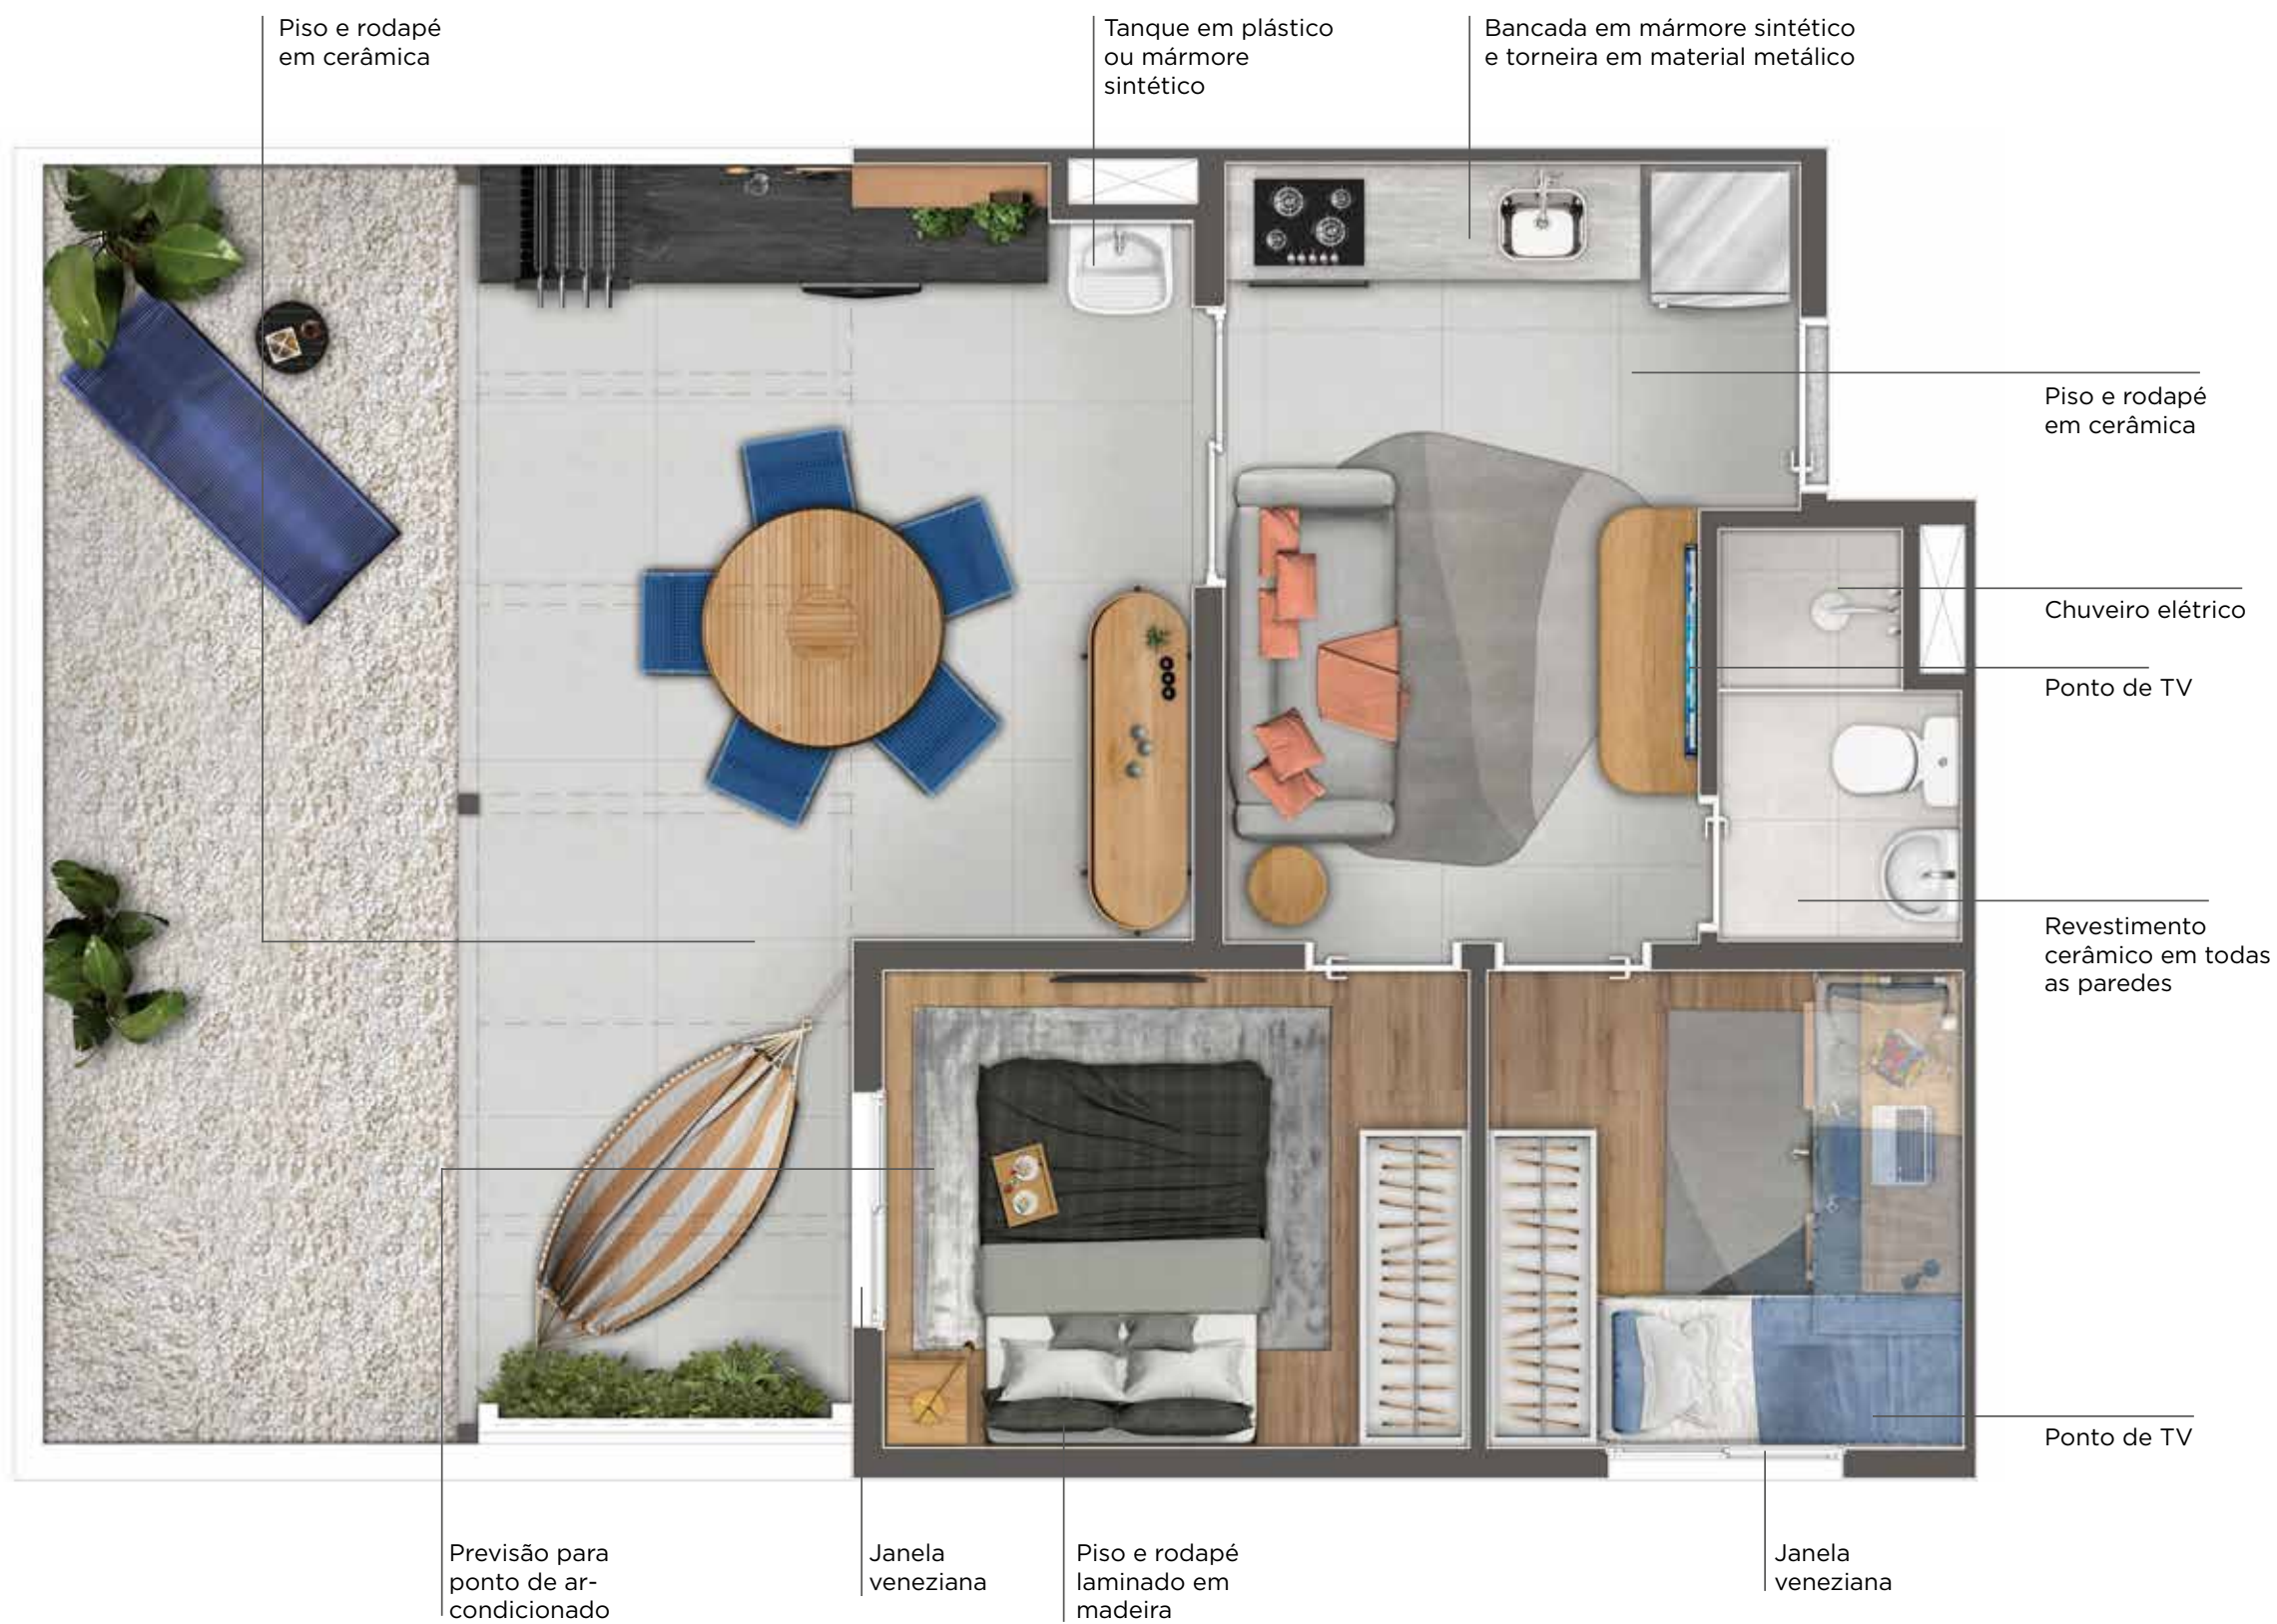 Piso e rodapé
em cerâmica
Tanque em plástico
ou mármore
sintético
Bancada em mármore sintético
e torneira em material metálico
Piso e rodapé
em cerâmica
Chuveiro elétrico
Ponto de TV
Revestimento
cerâmico em todas
as paredes
Ponto de TV
Previsão para
ponto de ar-
condicionado
Janela
veneziana
Piso e rodapé
laminado em
madeira
Janela
veneziana